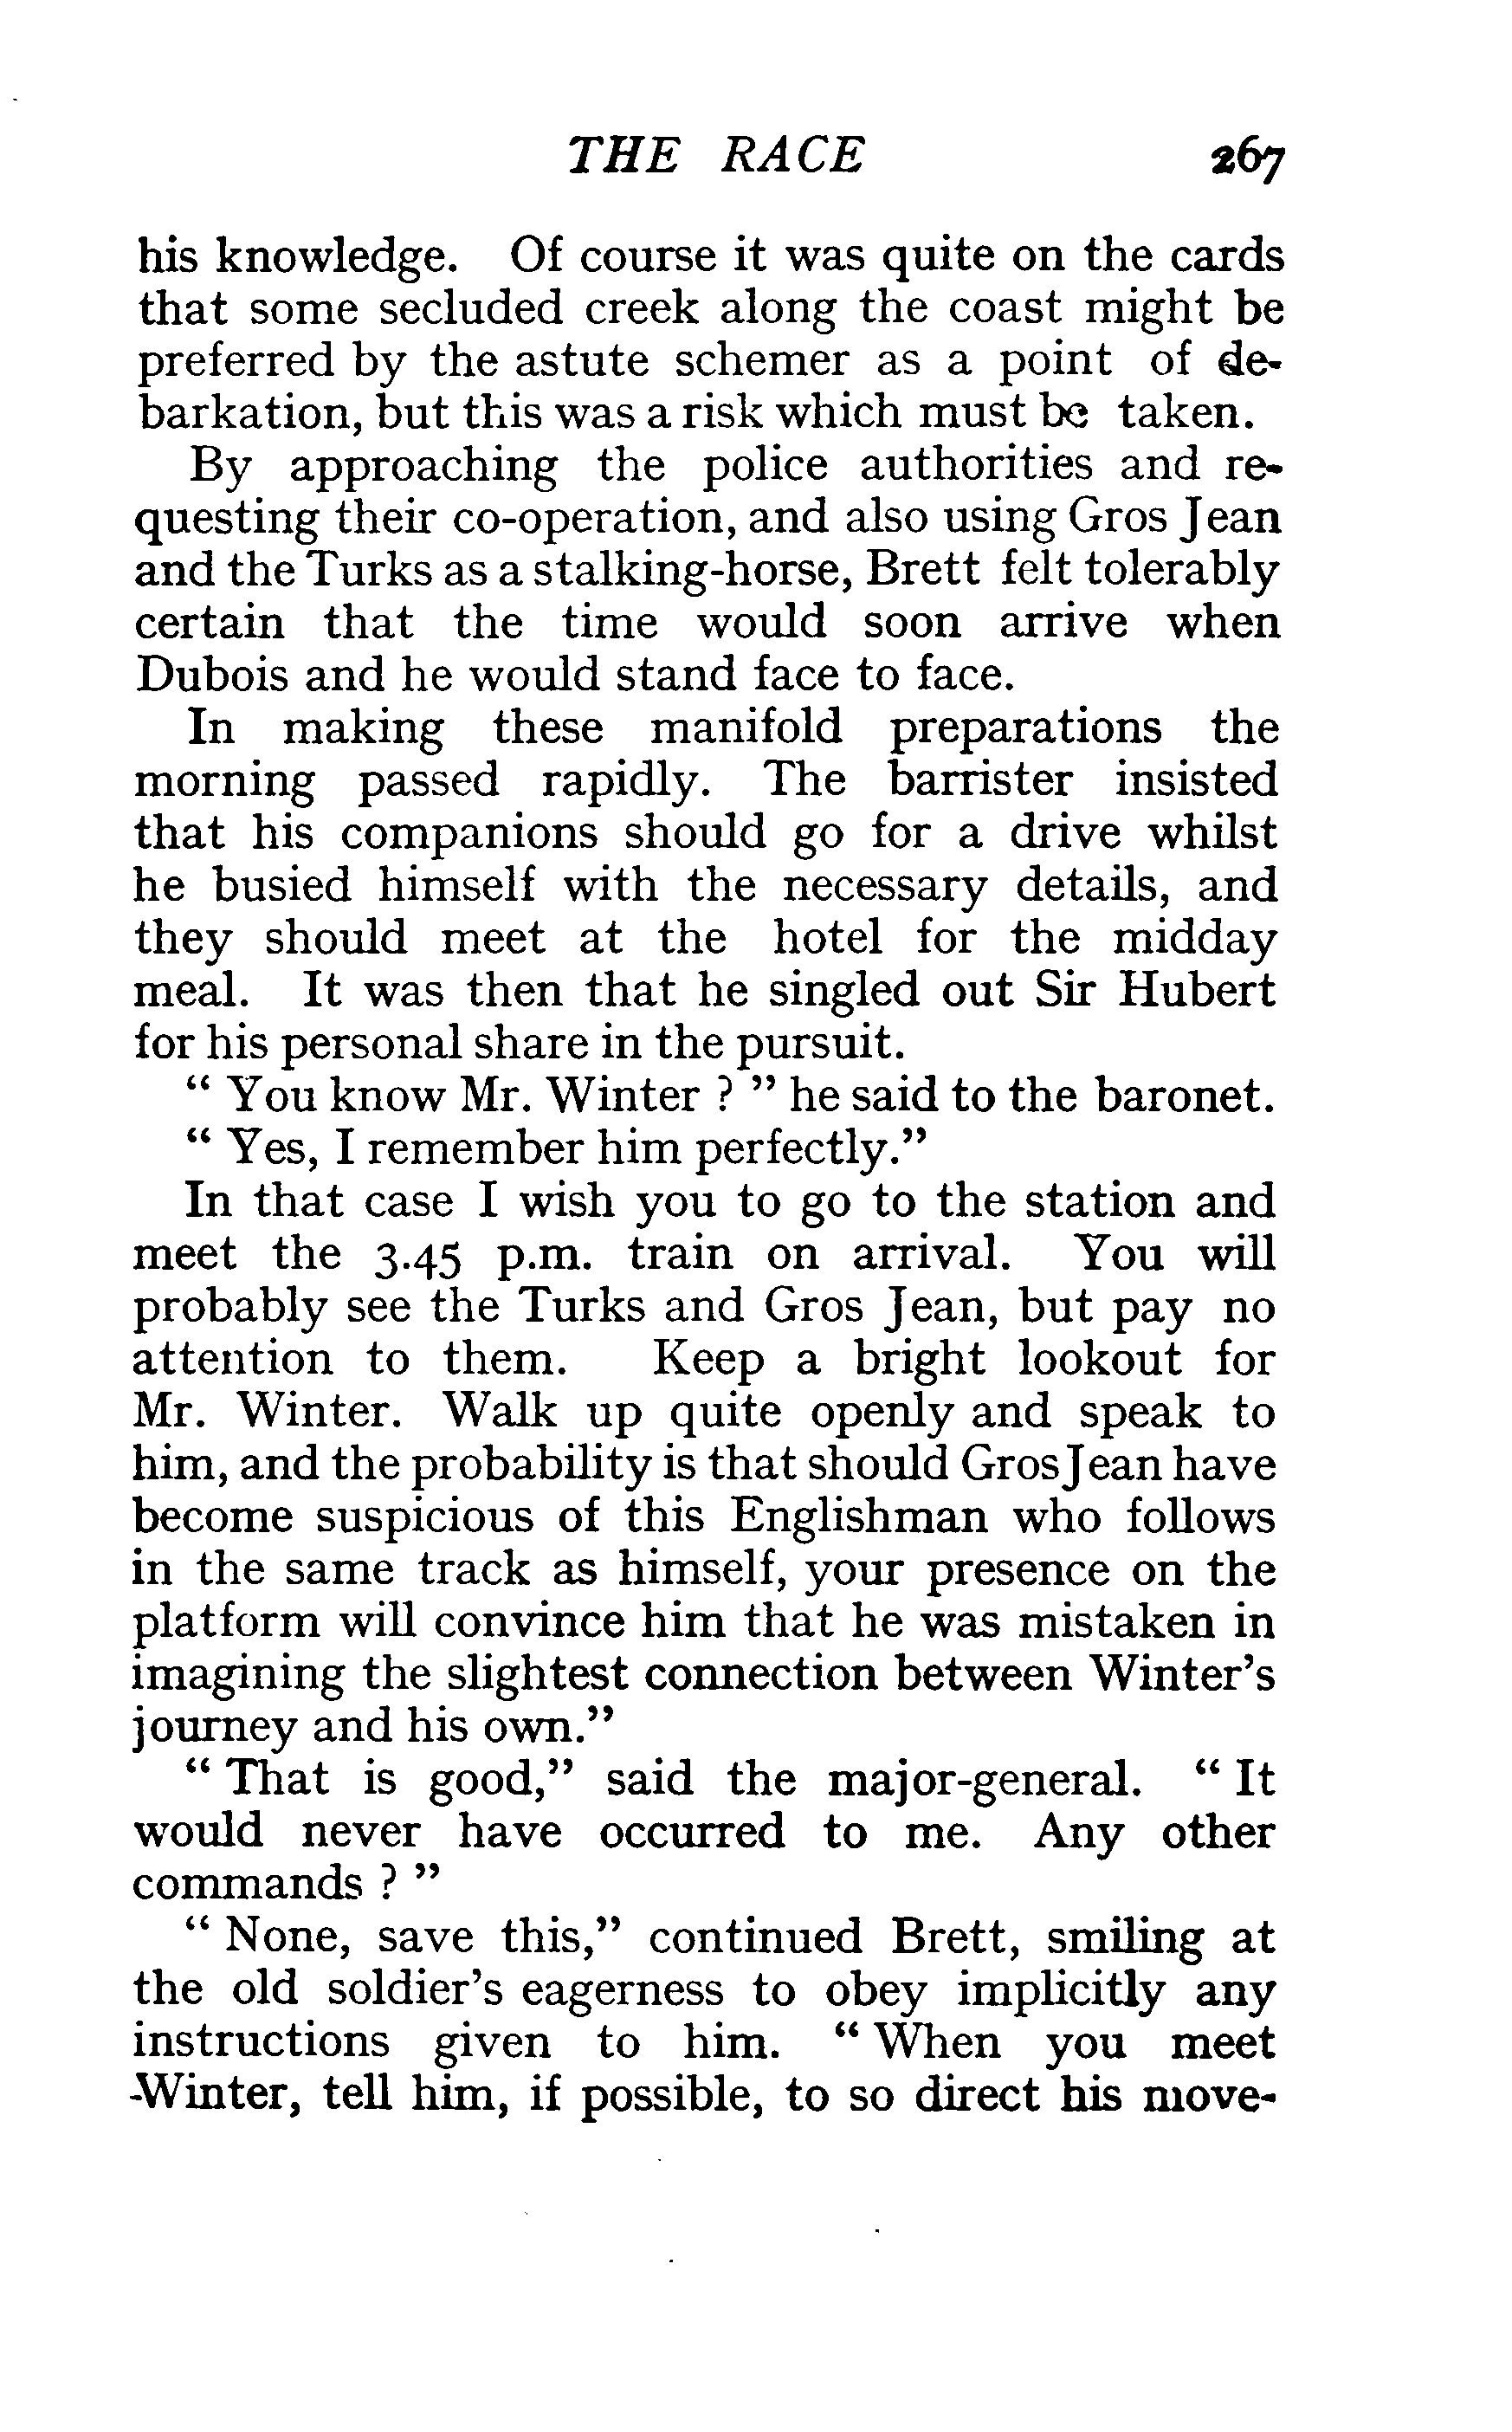 THE RACE 267
his knowledge. Of course it was quite on the cards
that some secluded creek along the coast might be
preferred by the astute schemer as a point of de-
barkation, but this was a risk which must be taken.
By approaching the police authorities and re-
questing their co-operation, and also using Gros Jean
and the Turks as a stalking-horse, Brett felt tolerably
certain that the time would soon arrive when
Dubois and he would stand face to face.
In making these manifold preparations the
morning passed rapidly. The barrister insisted
that his companions should go for a drive whilst
he busied himself with the necessary details, and
they should meet at the hotel for the midday
meal. It was then that he singled out Sir Hubert
for his personal share in the pursuit.
" You know Mr. Winter ? " he said to the baronet.
" Yes, I remember him perfectly."
In that case I wish you to go to the station and
meet the 3.45 p.m. train on arrival. You will
probably see the Turks and Gros Jean, but pay no
attention to them. Keep a bright lookout for
Mr. Winter. Walk up quite openly and speak to
him, and the probability is that should Gros Jean have
become suspicious of this Englishman who follows
in the same track as himself, your presence on the
platform will convince him that he was mistaken in
imagining the slightest connection between Winter's
journey and his own."
" That is good," said the major-general. " It
would never have occurred to me. Any other
commands ? "
" None, save this," continued Brett, smiling at
the old soldier's eagerness to obey implicitly any
instructions given to him. " When you meet
-Winter, tell him, if possible, to so direct his move-